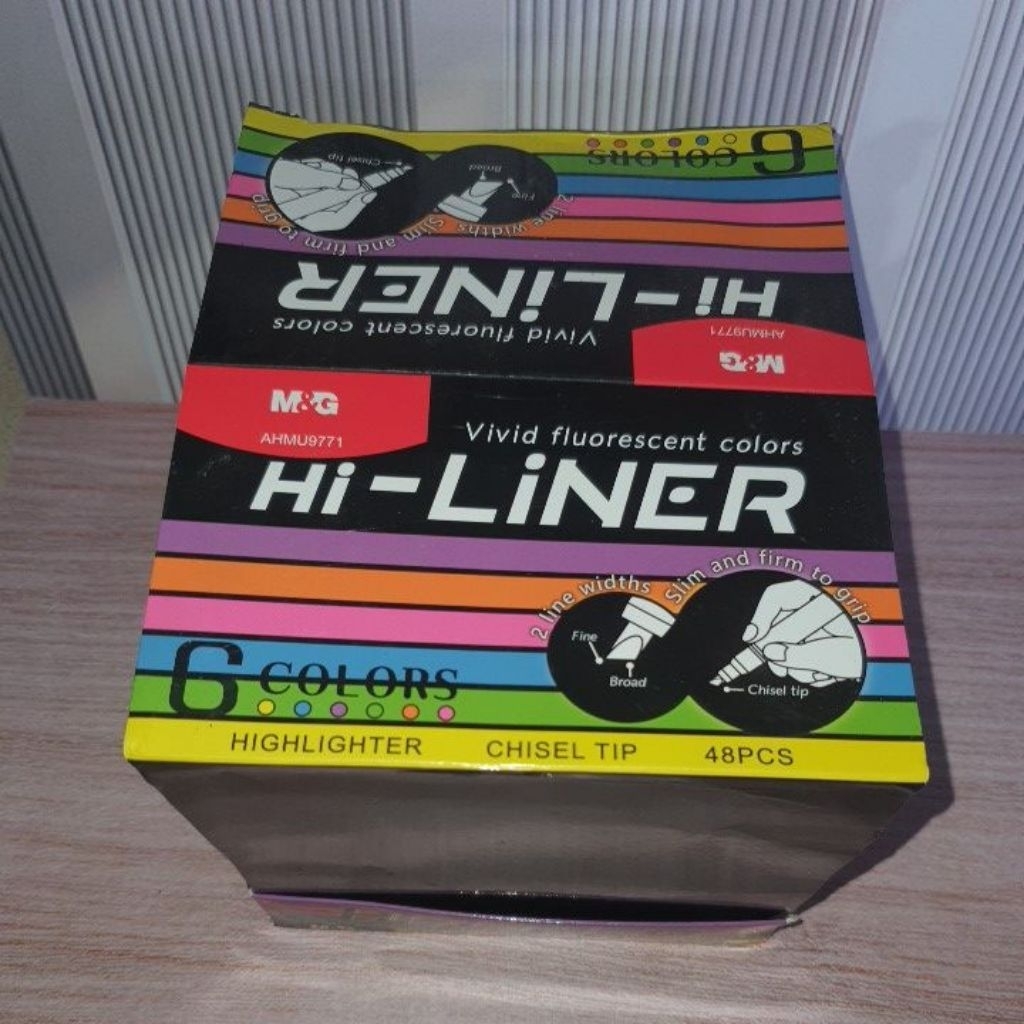 6 COLORS
Chisel tip
Broad
Fine
2 line widths
Slim and firm to grip
Hi-LiNER
Vivid fluorescent colors
AHMU9771
M&G
M&G
AHMU9771
Vivid fluorescent colors
Hi-LiNER
2 line widths
Slim and firm to grip
Fine
Broad
Chisel tip
6 COLORS
HIGHLIGHTER CHISEL TIP 48PCS